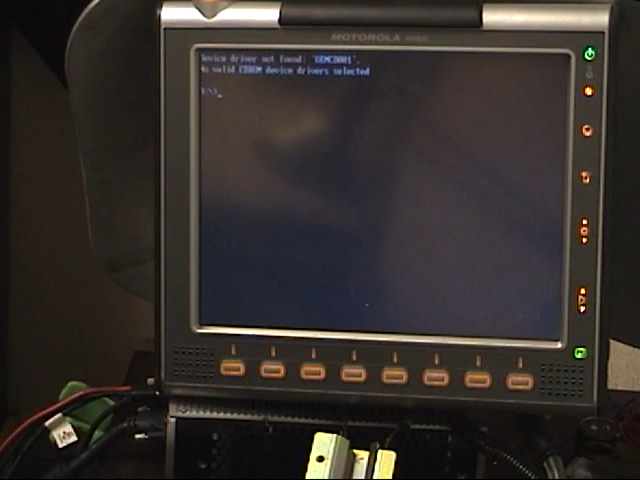 MOTOROLA
Device driver not found: 'OEMCD001'.
No valid CDROM device drivers selected